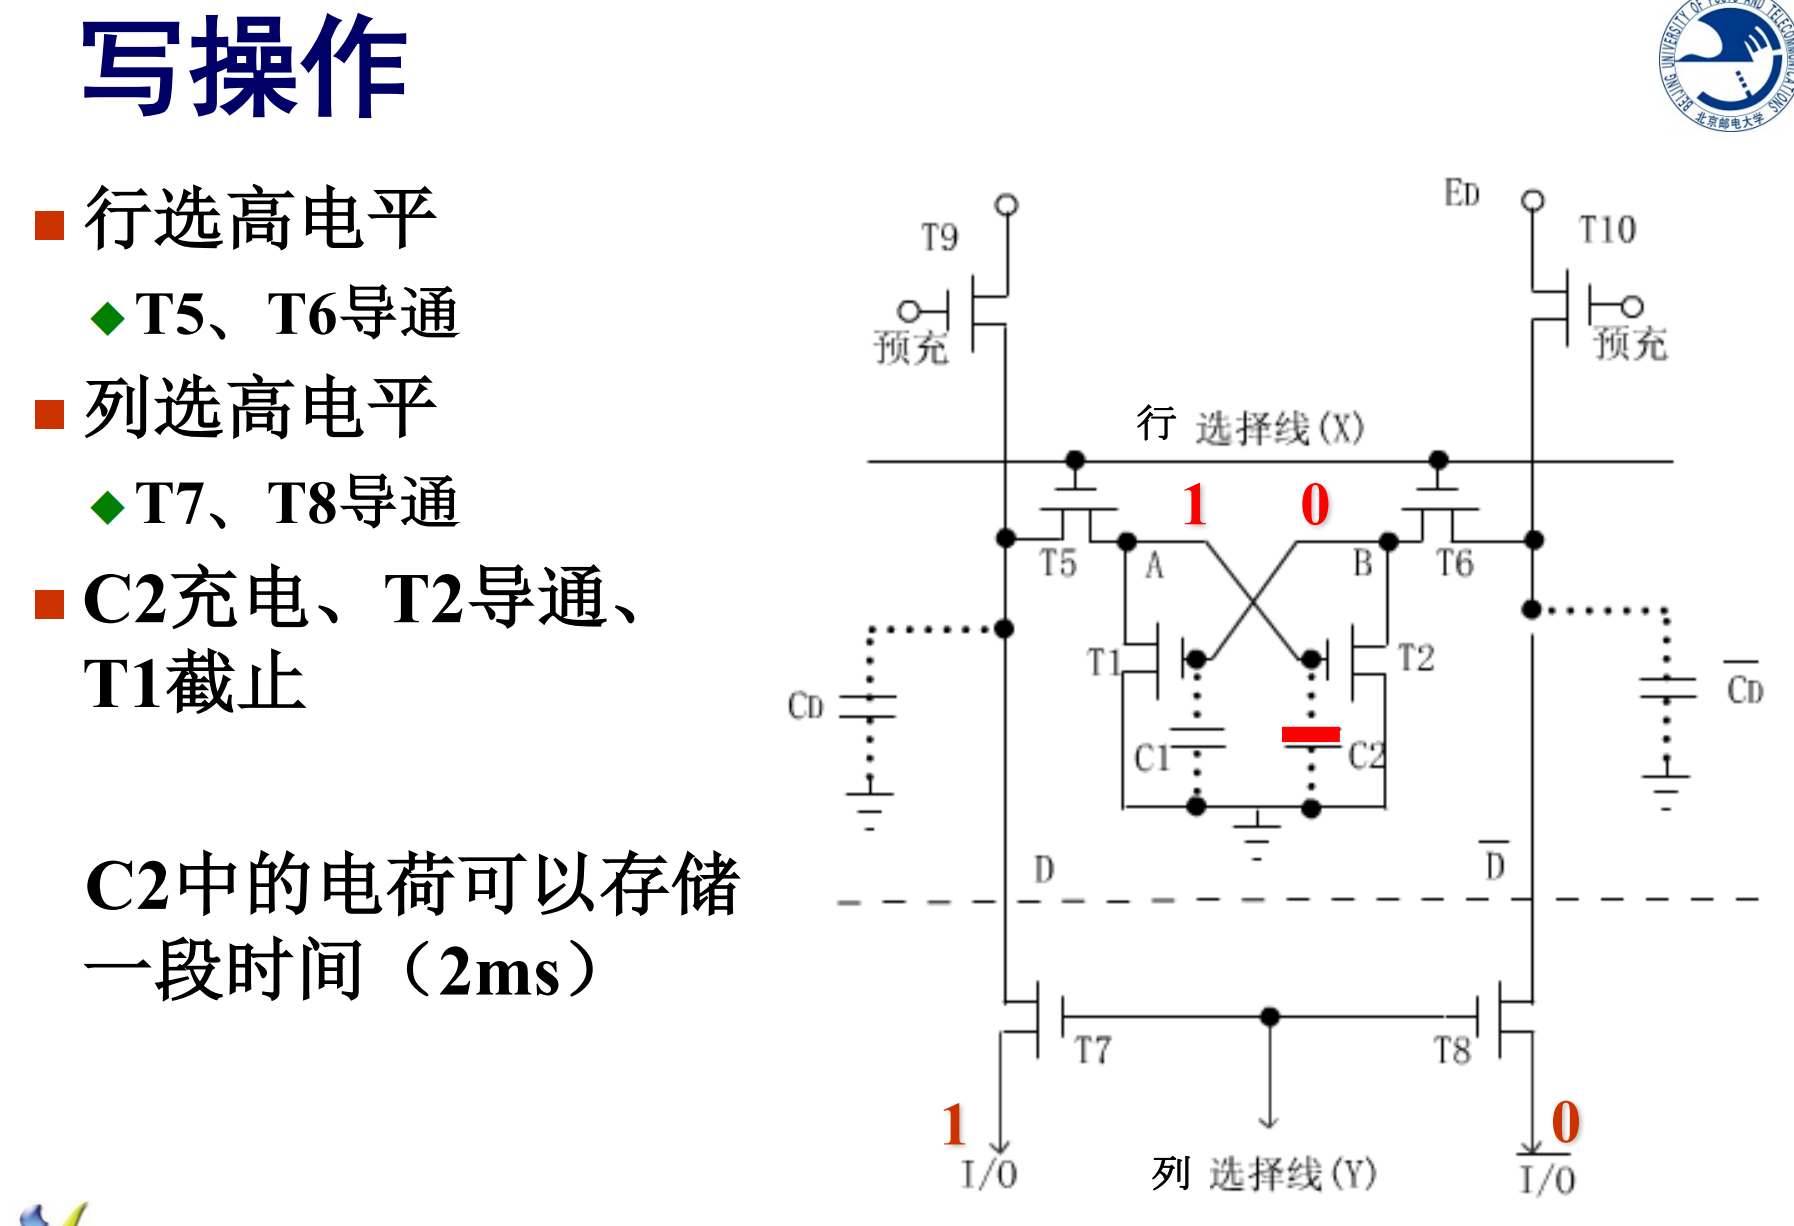 写操作
BEIJING UNIVERSITY OF POSTS AND TELECOMMUNICATIONS
北京邮电大学
行选高电平
T5、T6导通
列选高电平
T7、T8导通
C2充电、T2导通、
T1截止
C2中的电荷可以存储
一段时间（2ms）
ED
T9
T10
预充
预充
行 选择线(X)
1
0
T5
A
B
T6
T1
T2
CD
C1
C2
CD
D
D
T7
T8
1
0
I/O
列 选择线(Y)
I/O